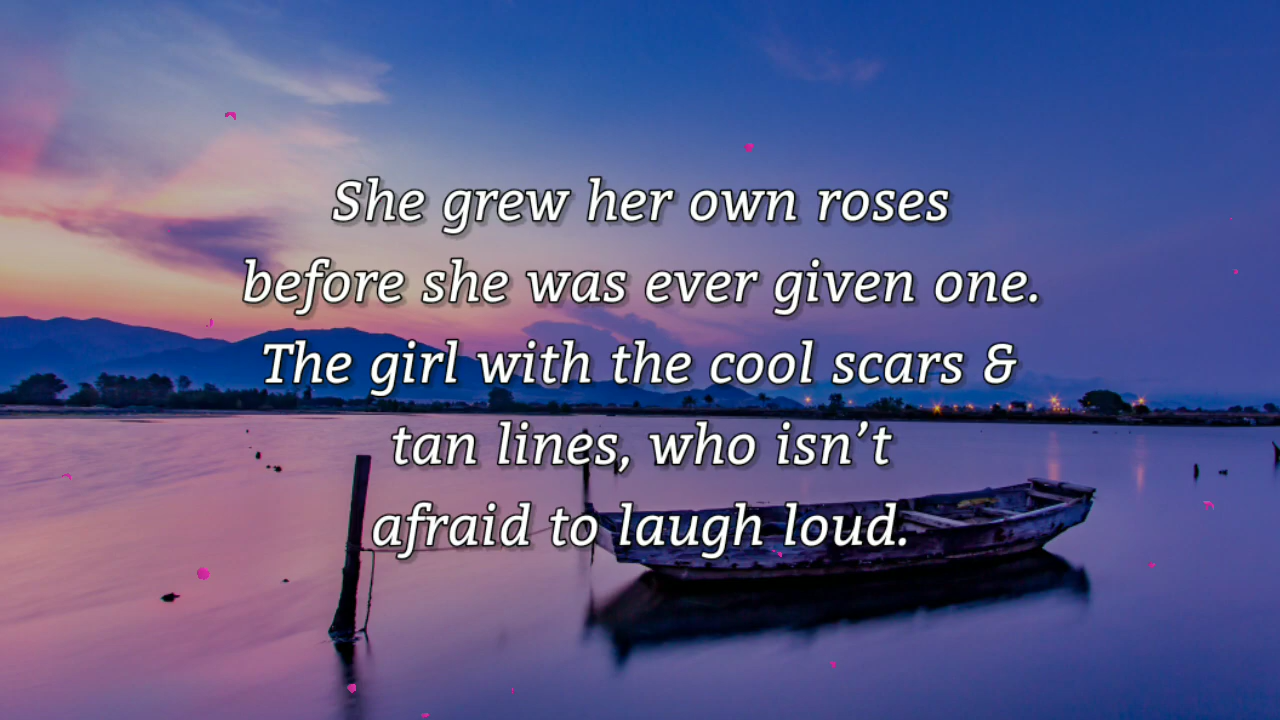 She grew her own roses
before she was ever given one.
The girl with the cool scars &
tan lines, who isn’t
afraid to laugh loud.